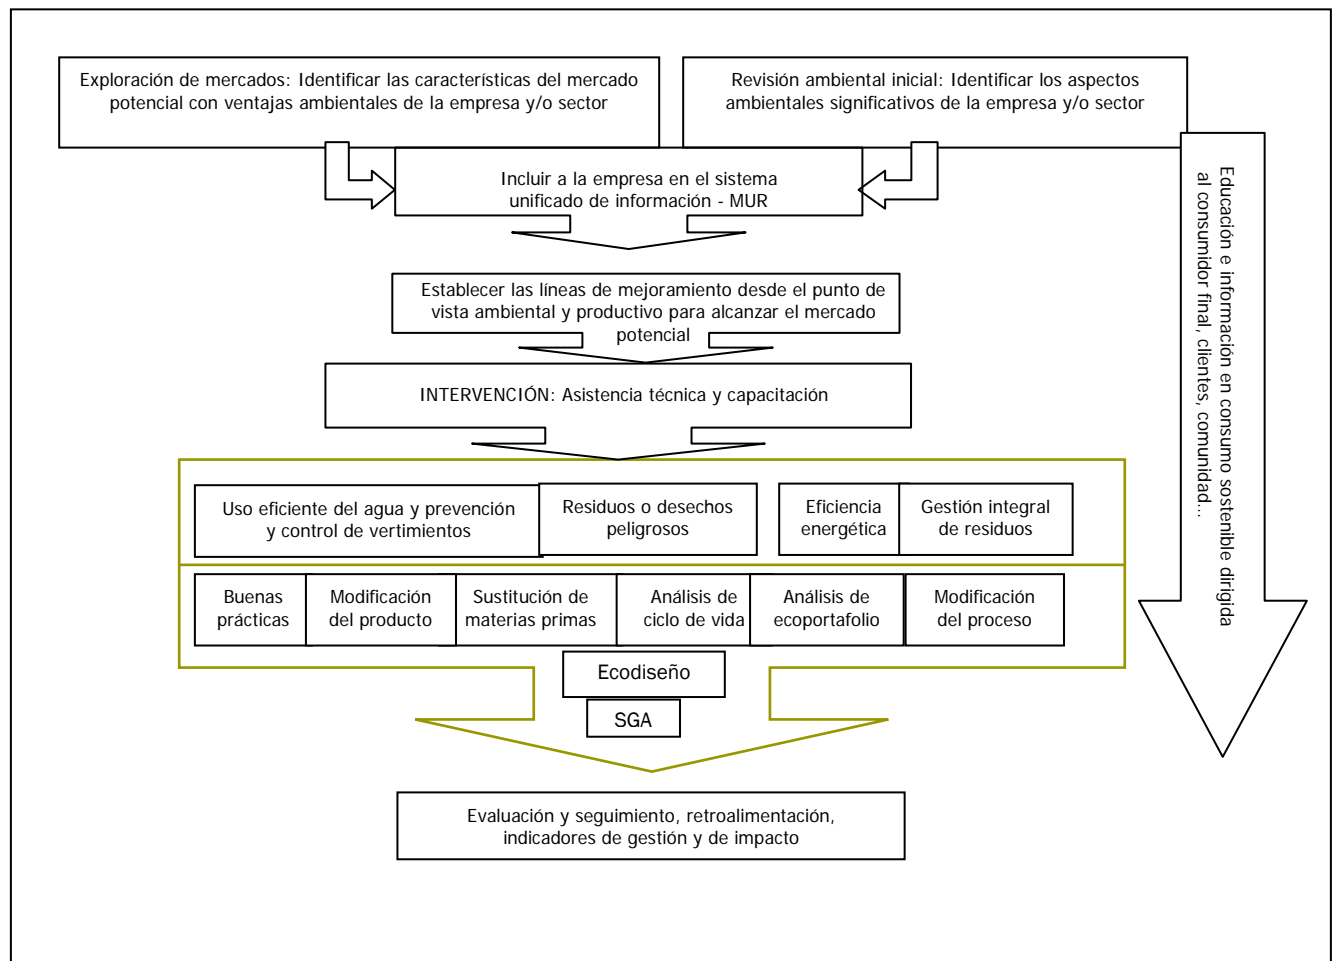 Exploración de mercados: Identificar las características del mercado
potencial con ventajas ambientales de la empresa y/o sector
Revisión ambiental inicial: Identificar los aspectos
ambientales significativos de la empresa y/o sector
Incluir a la empresa en el sistema
unificado de información - MUR
Establecer las líneas de mejoramiento desde el punto de
vista ambiental y productivo para alcanzar el mercado
potencial
INTERVENCIÓN: Asistencia técnica y capacitación
Uso eficiente del agua y prevención
y control de vertimientos
Residuos o desechos
peligrosos
Eficiencia
energética
Gestión integral
de residuos
Buenas
prácticas
Modificación
del producto
Sustitución de
materias primas
Análisis de
ciclo de vida
Análisis de
ecoportafolio
Modificación
del proceso
Ecodiseño
SGA
Evaluación y seguimiento, retroalimentación,
indicadores de gestión y de impacto
Educación e información en consumo sostenible dirigida
al consumidor final, clientes, comunidad...